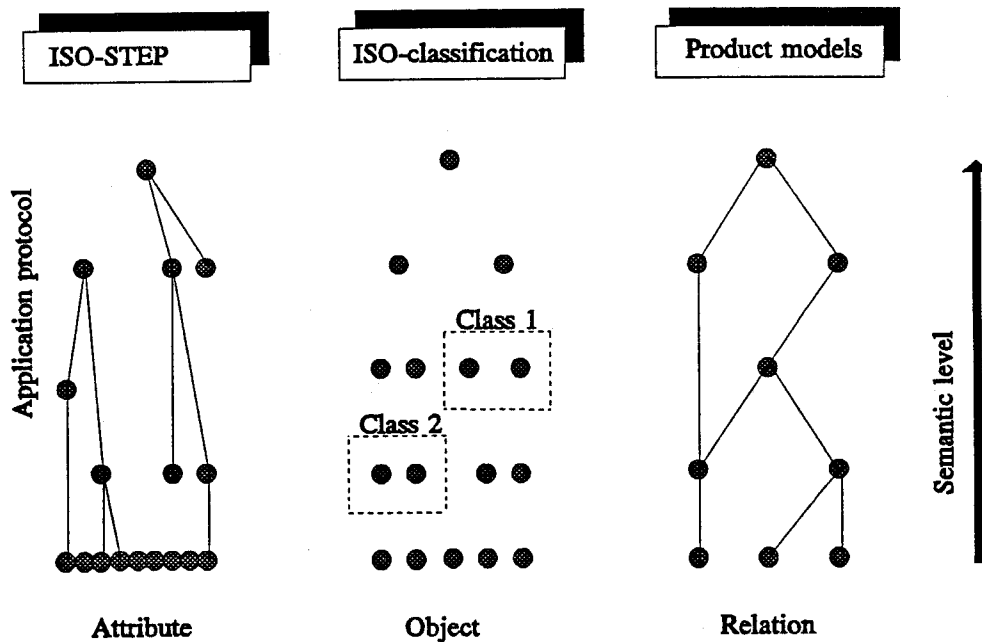 ISO-STEP
ISO-classification
Product models
Application protocol
Class 1
Class 2
Semantic level
Attribute
Object
Relation